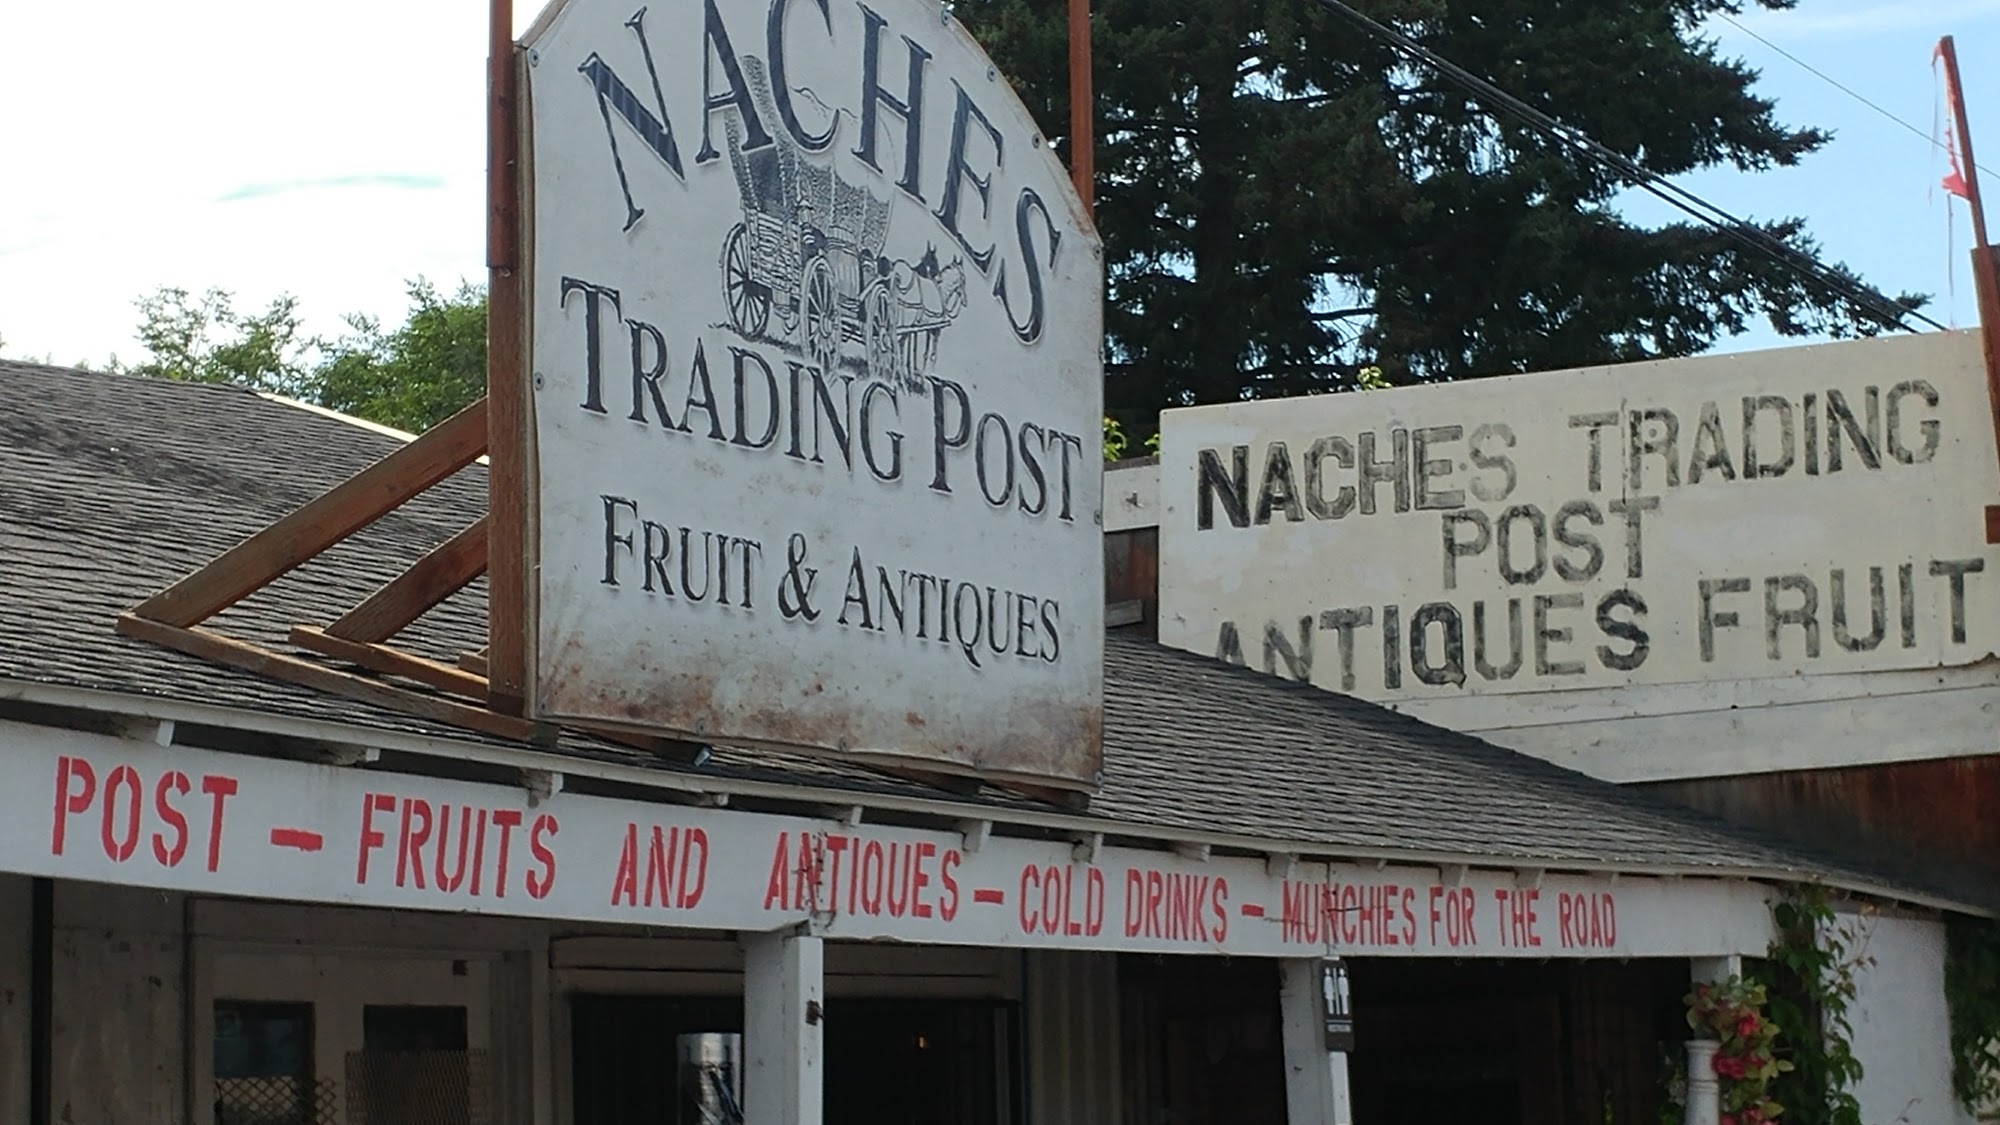 NACHES
TRADING POST
FRUIT & ANTIQUES
NACHES TRADING
POST
ANTIQUES FRUIT
POST – FRUITS AND ANTIQUES – COLD DRINKS – MUNCHIES FOR THE ROAD